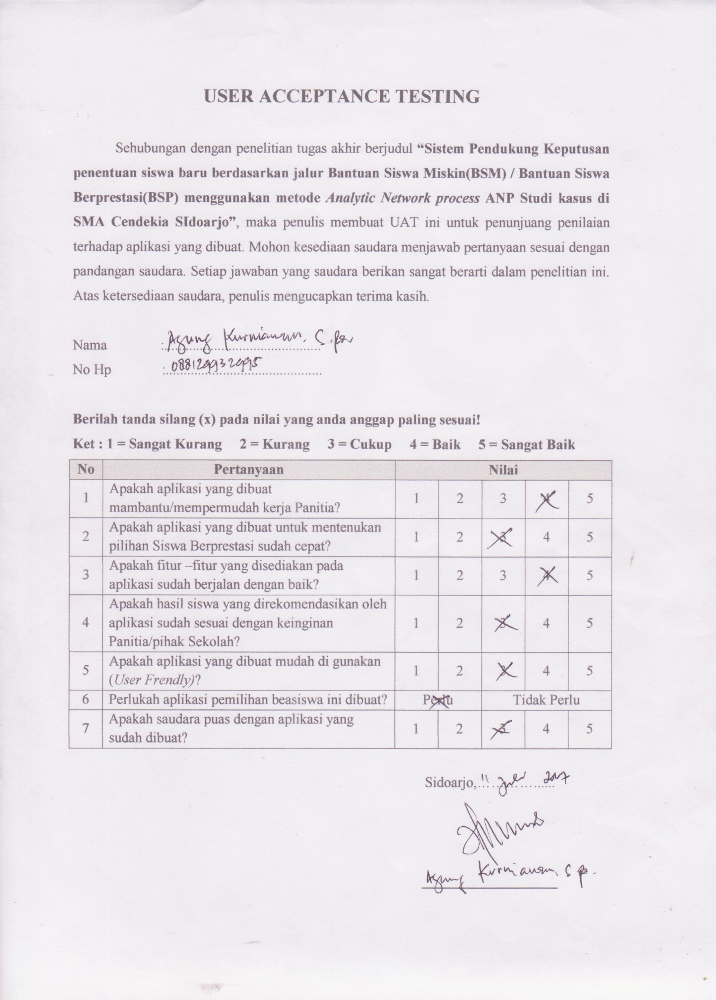 USER ACCEPTANCE TESTING
Sehubungan dengan penelitian tugas akhir berjudul “Sistem Pendukung Keputusan
penentuan siswa baru berdasarkan jalur Bantuan Siswa Miskin(BSM) / Bantuan Siswa
Berprestasi(BSP) menggunakan metode Analytic Network process ANP Studi kasus di
SMA Cendekia SIdoarjo”, maka penulis membuat UAT ini untuk penunjuang penilaian
terhadap aplikasi yang dibuat. Mohon kesediaan saudara menjawab pertanyaan sesuai dengan
pandangan saudara. Setiap jawaban yang saudara berikan sangat berarti dalam penelitian ini.
Atas ketersediaan saudara, penulis mengucapkan terima kasih.
Nama : Agung Kurniawan, S.
No Hp :
Berilah tanda silang (x) pada nilai yang anda anggap paling sesuai!
Ket : 1 = Sangat Kurang 2 = Kurang 3 = Cukup 4 = Baik 5 = Sangat Baik
No Pertanyaan Nilai
1 Apakah aplikasi yang dibuat
mambantu/mempermudah kerja Panitia? 1 2 3 4 5
2 Apakah aplikasi yang dibuat untuk mentenukan
pilihan Siswa Berprestasi sudah cepat? 1 2 3 4 5
3 Apakah fitur –fitur yang disediakan pada
aplikasi sudah berjalan dengan baik? 1 2 3 4 5
4 Apakah hasil siswa yang direkomendasikan oleh
aplikasi sudah sesuai dengan keinginan 1 2 3 4 5
Panitia/pihak Sekolah?
5 Apakah aplikasi yang dibuat mudah di gunakan
(User Frendly)? 1 2 3 4 5
6 Perlukah aplikasi pemilihan beasiswa ini dibuat? Perlu Tidak Perlu
7 Apakah saudara puas dengan aplikasi yang
sudah dibuat? 1 2 3 4 5
Sidoarjo, 11 Juli 2017
Agung Kurniawan S